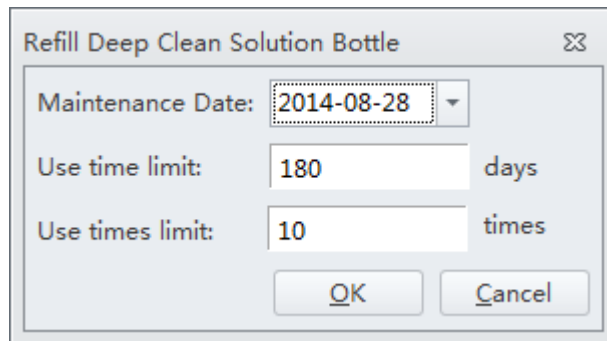 Refill Deep Clean Solution Bottle
Maintenance Date: 2014-08-28
Use time limit: 180 days
Use times limit: 10 times
OK Cancel